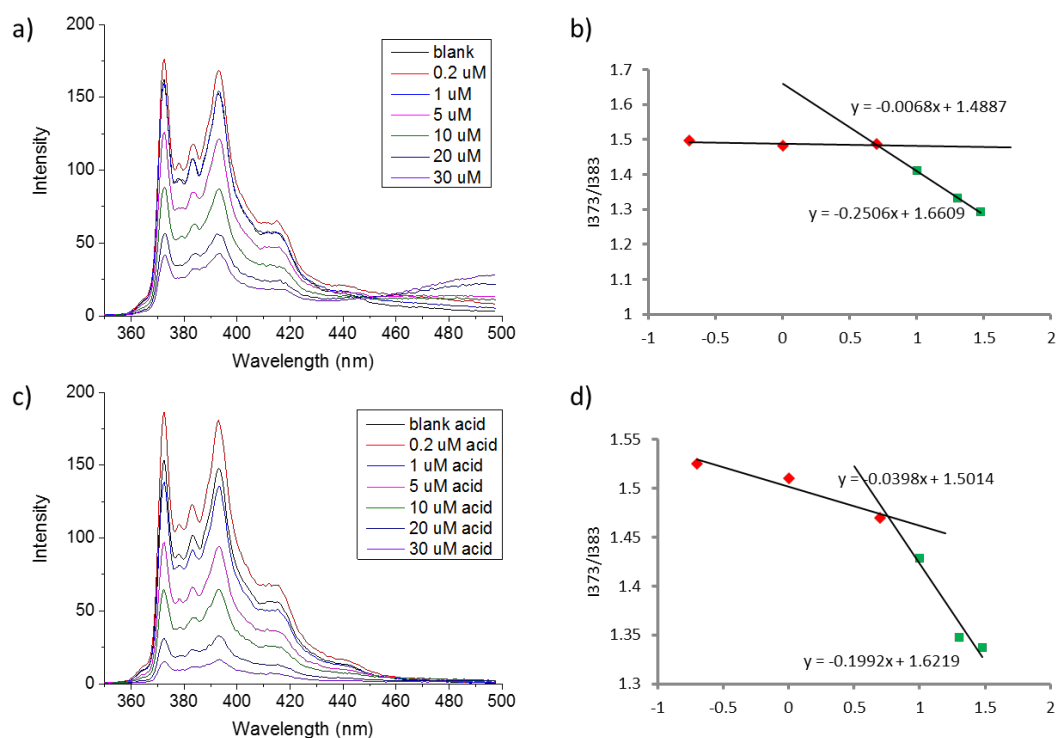 a)
200
150
100
50
0
Intensity
350 360 380 400 420 440 460 480 500
Wavelength (nm)
blank
0.2 uM
1 uM
5 uM
10 uM
20 uM
30 uM
b)
1.7
1.6
1.5
1.4
1.3
1.2
1.1
1
I373/I383
-1 -0.5 0 0.5 1 1.5 2
y = -0.0068x + 1.4887
y = -0.2506x + 1.6609
c)
200
150
100
50
0
Intensity
360 380 400 420 440 460 480 500
Wavelength (nm)
blank acid
0.2 uM acid
1 uM acid
5 uM acid
10 uM acid
20 uM acid
30 uM acid
d)
1.55
1.5
1.45
1.4
1.35
1.3
I373/I383
-1 -0.5 0 0.5 1 1.5 2
y = -0.0398x + 1.5014
y = -0.1992x + 1.6219